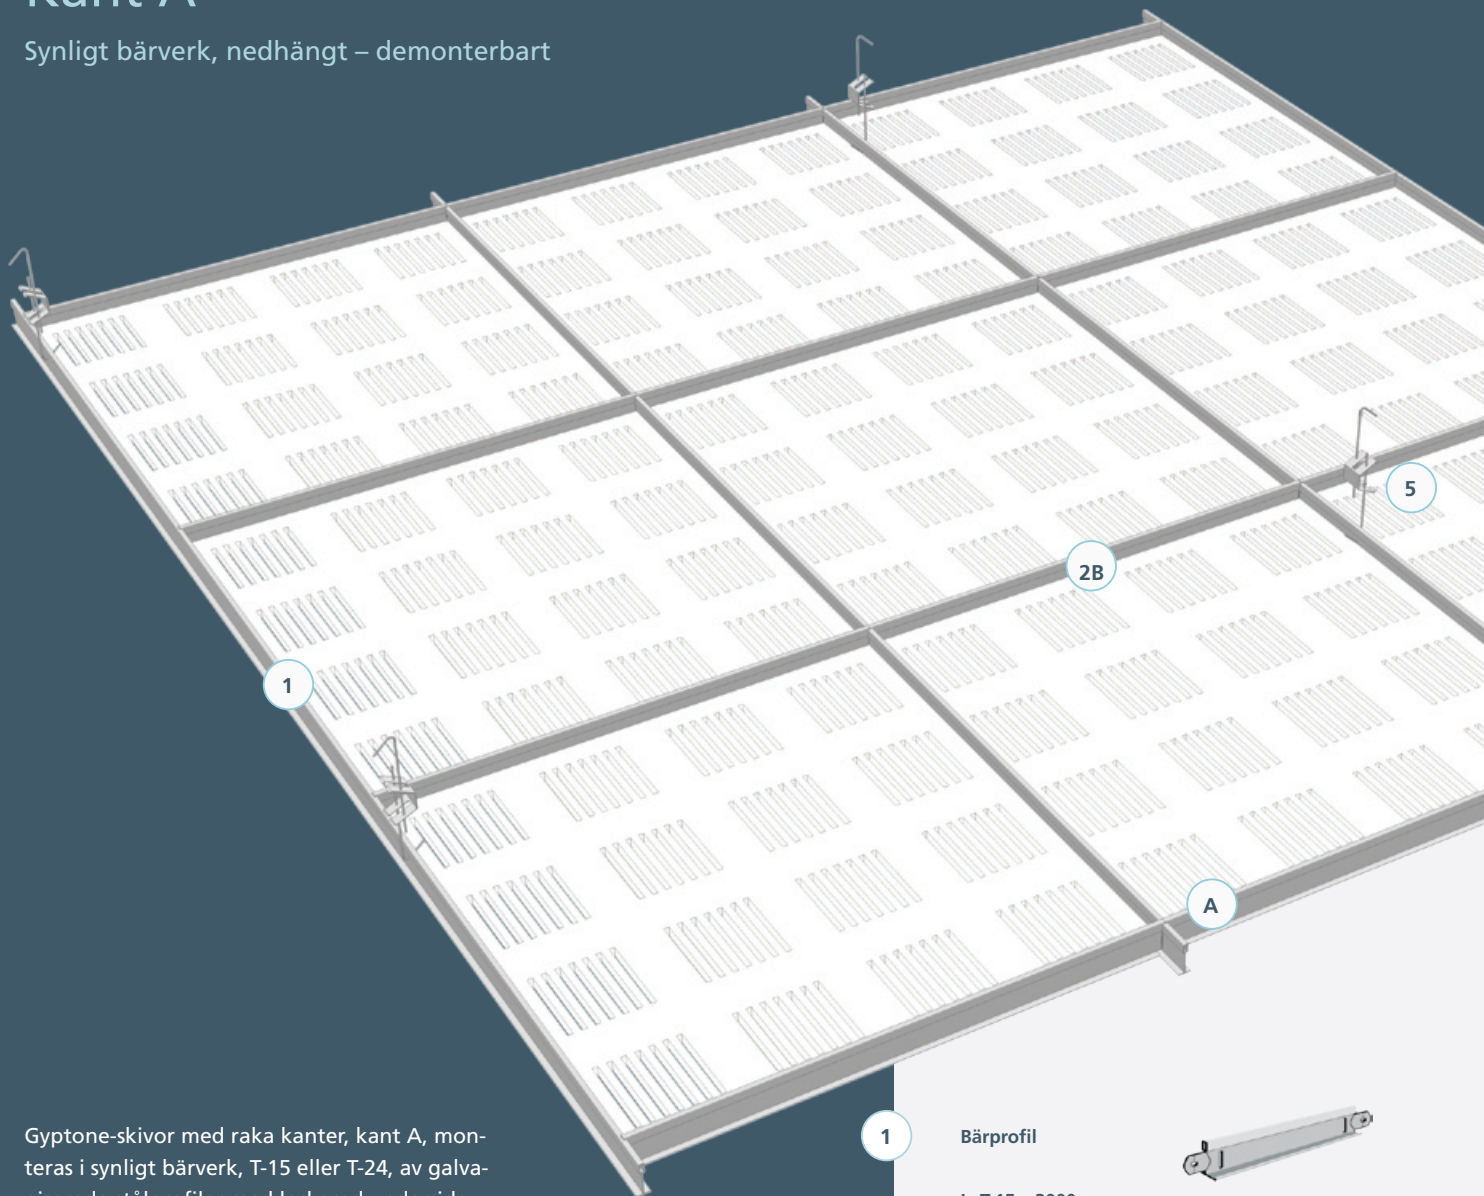 Kant A
Synligt bärverk, nedhängt – demonterbart
5
2B
1
A
Gyptone-skivor med raka kanter, kant A, mon-
teras i synligt bärverk, T-15 eller T-24, av galva-
1
Bärprofil